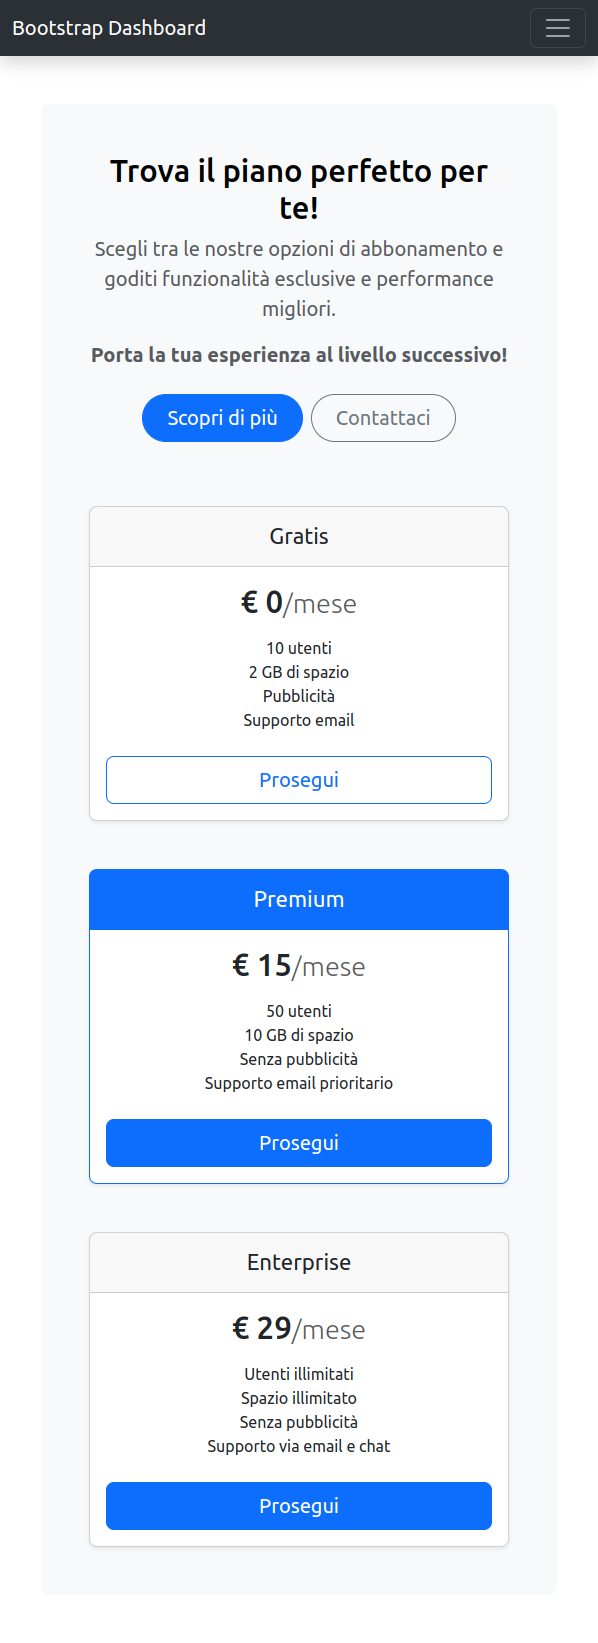 Bootstrap Dashboard
Trova il piano perfetto per
te!
Scegli tra le nostre opzioni di abbonamento e
goditi funzionalità esclusive e performance
migliori.
Porta la tua esperienza al livello successivo!
Scopri di più
Contattaci
Gratis
€ 0/mese
10 utenti
2 GB di spazio
Pubblicità
Supporto email
Prosegui
Premium
€ 15/mese
50 utenti
10 GB di spazio
Senza pubblicità
Supporto email prioritario
Prosegui
Enterprise
€ 29/mese
Utenti illimitati
Spazio illimitato
Senza pubblicità
Supporto via email e chat
Prosegui